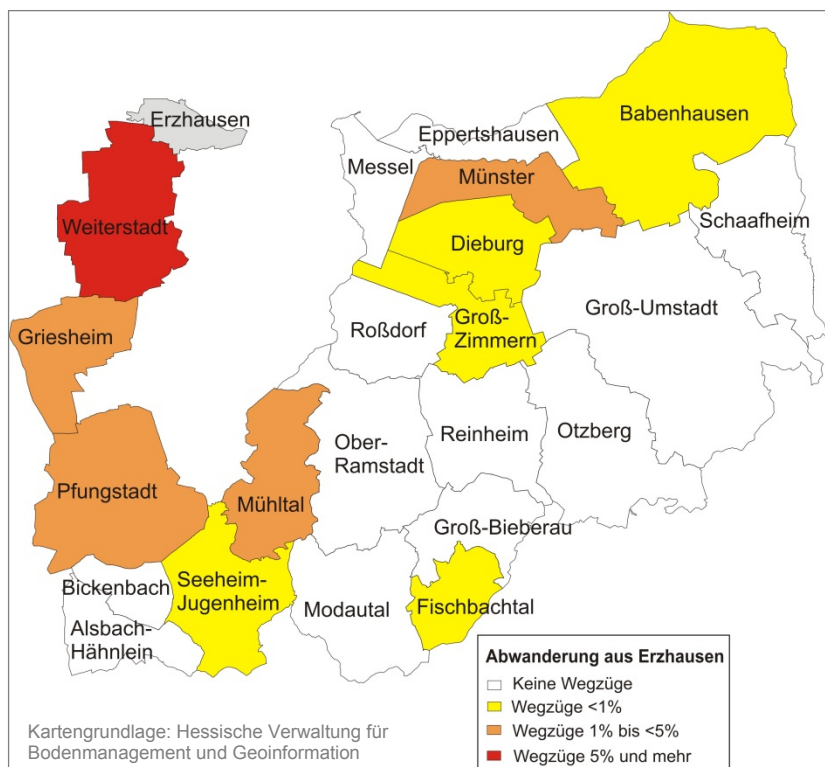 Erzhausen
Babenhausen
Eppertshausen
Messel
Münster
Schaafheim
Weiterstadt
Dieburg
Groß-Umstadt
Griesheim
Roßdorf
Groß-
Zimmern
Ober-
Ramstadt
Reinheim
Otzberg
Pfungstadt
Mühltal
Groß-Bieberau
Bickenbach
Seeheim-
Jugenheim
Modautal
Fischbachtal
Alsbach-
Hähnlein
Abwanderung aus Erzhausen
Keine Wegzüge
Wegzüge <1%
Wegzüge 1% bis <5%
Wegzüge 5% und mehr
Kartengrundlage: Hessische Verwaltung für
Bodenmanagement und Geoinformation